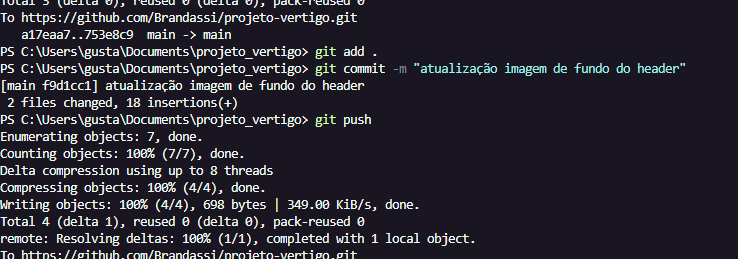 Total 3 (delta 0), reused 0 (delta 0), pack-reused 0
To https://github.com/Brandassi/projeto-vertigo.git
   a17eaa7..753e8c9  main -> main
PS C:\Users\gusta\Documents\projeto_vertigo> git add .
PS C:\Users\gusta\Documents\projeto_vertigo> git commit -m "atualização imagem de fundo do header"
[main f9d1cc1] atualização imagem de fundo do header
 2 files changed, 18 insertions(+)
PS C:\Users\gusta\Documents\projeto_vertigo> git push
Enumerating objects: 7, done.
Counting objects: 100% (7/7), done.
Delta compression using up to 8 threads
Compressing objects: 100% (4/4), done.
Writing objects: 100% (4/4), 698 bytes | 349.00 KiB/s, done.
Total 4 (delta 1), reused 0 (delta 0), pack-reused 0
remote: Resolving deltas: 100% (1/1), completed with 1 local object.
To https://github.com/Brandassi/projeto-vertigo.git